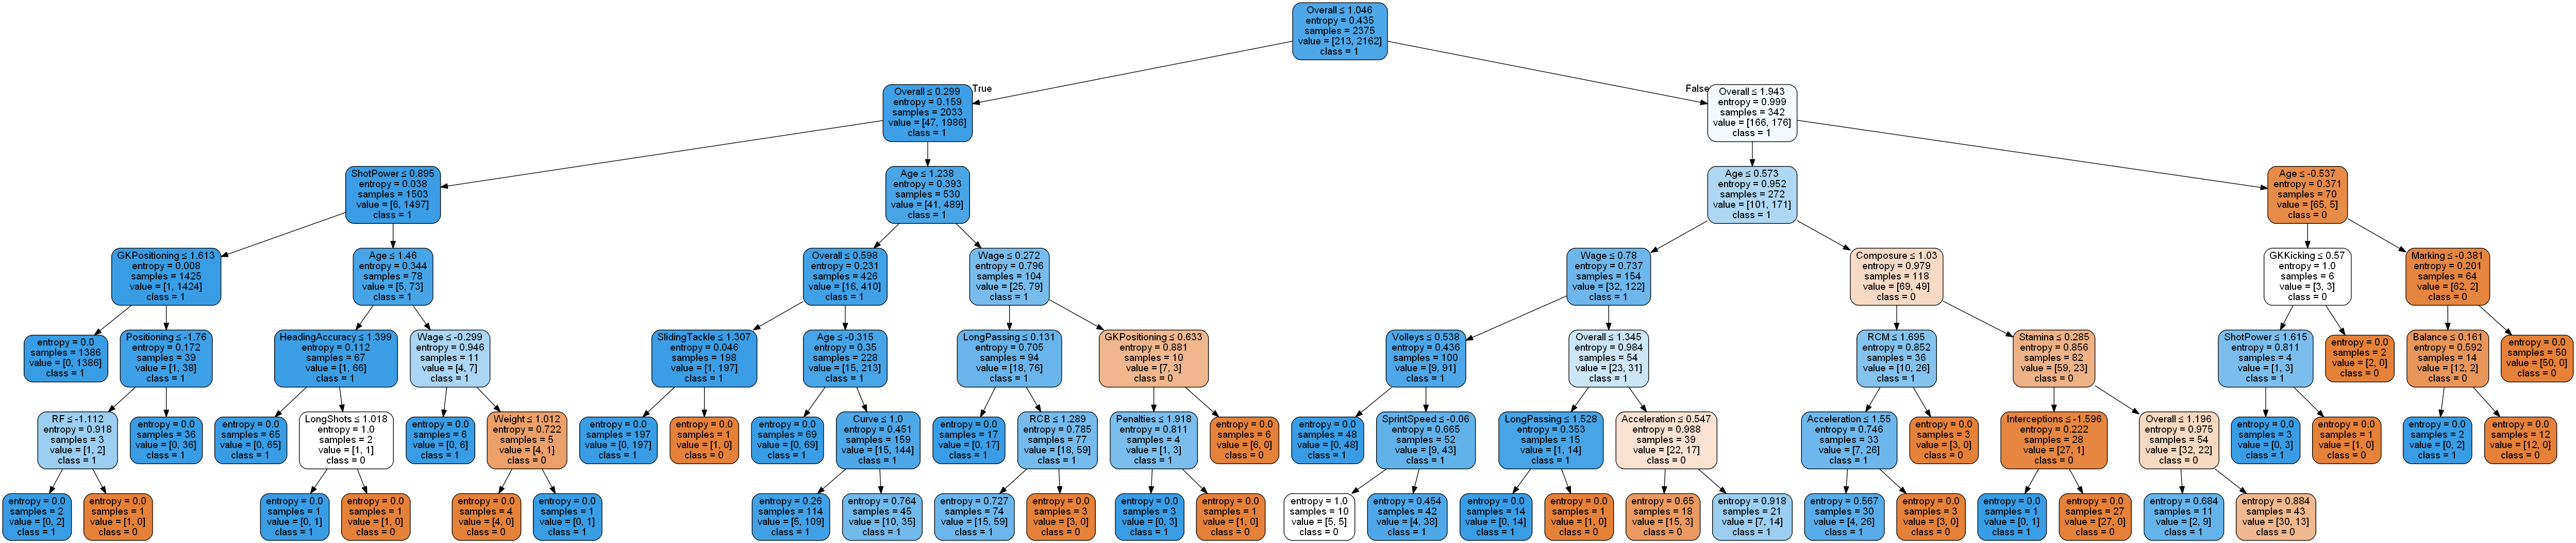 Overall ≤ 1.046
entropy = 0.435
samples = 2375
value = [213, 2162]
class = 1
True
False
Overall ≤ 0.299
entropy = 0.159
samples = 2033
value = [47, 1986]
class = 1
Overall ≤ 1.943
entropy = 0.999
samples = 342
value = [166, 176]
class = 1
ShotPower ≤ 0.895
entropy = 0.038
samples = 1503
value = [6, 1497]
class = 1
Age ≤ 1.238
entropy = 0.393
samples = 530
value = [41, 489]
class = 1
Age ≤ 0.573
entropy = 0.952
samples = 272
value = [101, 171]
class = 1
Age ≤ -0.537
entropy = 0.371
samples = 70
value = [65, 5]
class = 0
GKPositioning ≤ 1.613
entropy = 0.008
samples = 1425
value = [1, 1424]
class = 1
Age ≤ 1.46
entropy = 0.344
samples = 78
value = [5, 73]
class = 1
Overall ≤ 0.598
entropy = 0.231
samples = 426
value = [16, 410]
class = 1
Wage ≤ 0.272
entropy = 0.796
samples = 104
value = [25, 79]
class = 1
Wage ≤ 0.78
entropy = 0.737
samples = 154
value = [32, 122]
class = 1
Composure ≤ 1.03
entropy = 0.979
samples = 118
value = [69, 49]
class = 0
GKKicking ≤ 0.57
entropy = 1.0
samples = 6
value = [3, 3]
class = 0
Marking ≤ -0.381
entropy = 0.201
samples = 64
value = [62, 2]
class = 0
entropy = 0.0
samples = 1386
value = [0, 1386]
class = 1
Positioning ≤ -1.76
entropy = 0.172
samples = 39
value = [1, 38]
class = 1
HeadingAccuracy ≤ 1.399
entropy = 0.112
samples = 67
value = [1, 66]
class = 1
Wage ≤ -0.299
entropy = 0.946
samples = 11
value = [4, 7]
class = 1
SlidingTackle ≤ 1.307
entropy = 0.046
samples = 198
value = [1, 197]
class = 1
Age ≤ -0.315
entropy = 0.35
samples = 228
value = [15, 213]
class = 1
LongPassing ≤ 0.131
entropy = 0.705
samples = 94
value = [18, 76]
class = 1
GKPositioning ≤ 0.633
entropy = 0.881
samples = 10
value = [7, 3]
class = 0
Volleys ≤ 0.538
entropy = 0.436
samples = 100
value = [9, 91]
class = 1
Overall ≤ 1.345
entropy = 0.984
samples = 54
value = [23, 31]
class = 1
RCM ≤ 1.695
entropy = 0.852
samples = 36
value = [10, 26]
class = 1
Stamina ≤ 0.285
entropy = 0.856
samples = 82
value = [59, 23]
class = 0
ShotPower ≤ 1.615
entropy = 0.811
samples = 4
value = [1, 3]
class = 1
entropy = 0.0
samples = 2
value = [2, 0]
class = 0
Balance ≤ 0.161
entropy = 0.592
samples = 14
value = [12, 2]
class = 0
entropy = 0.0
samples = 50
value = [50, 0]
class = 0
RF ≤ -1.112
entropy = 0.918
samples = 3
value = [1, 2]
class = 1
entropy = 0.0
samples = 36
value = [0, 36]
class = 1
entropy = 0.0
samples = 65
value = [0, 65]
class = 1
LongShots ≤ 1.018
entropy = 1.0
samples = 2
value = [1, 1]
class = 0
entropy = 0.0
samples = 6
value = [0, 6]
class = 1
Weight ≤ 1.012
entropy = 0.722
samples = 5
value = [4, 1]
class = 0
entropy = 0.0
samples = 197
value = [0, 197]
class = 1
entropy = 0.0
samples = 1
value = [1, 0]
class = 0
entropy = 0.0
samples = 69
value = [0, 69]
class = 1
Curve ≤ 1.0
entropy = 0.451
samples = 159
value = [15, 144]
class = 1
entropy = 0.0
samples = 17
value = [0, 17]
class = 1
RCB ≤ 1.289
entropy = 0.785
samples = 77
value = [18, 59]
class = 1
Penalties ≤ 1.918
entropy = 0.811
samples = 4
value = [1, 3]
class = 1
entropy = 0.0
samples = 6
value = [6, 0]
class = 0
entropy = 0.0
samples = 48
value = [0, 48]
class = 1
SprintSpeed ≤ -0.06
entropy = 0.665
samples = 52
value = [9, 43]
class = 1
LongPassing ≤ 1.528
entropy = 0.353
samples = 15
value = [1, 14]
class = 1
Acceleration ≤ 0.547
entropy = 0.988
samples = 39
value = [22, 17]
class = 0
Acceleration ≤ 1.55
entropy = 0.746
samples = 33
value = [7, 26]
class = 1
entropy = 0.0
samples = 3
value = [3, 0]
class = 0
Interceptions ≤ -1.596
entropy = 0.222
samples = 28
value = [27, 1]
class = 0
Overall ≤ 1.196
entropy = 0.975
samples = 54
value = [32, 22]
class = 0
entropy = 0.0
samples = 3
value = [0, 3]
class = 1
entropy = 0.0
samples = 1
value = [1, 0]
class = 0
entropy = 0.0
samples = 2
value = [0, 2]
class = 1
entropy = 0.0
samples = 12
value = [12, 0]
class = 0
entropy = 0.0
samples = 2
value = [0, 2]
class = 1
entropy = 0.0
samples = 1
value = [1, 0]
class = 0
entropy = 0.0
samples = 1
value = [0, 1]
class = 1
entropy = 0.0
samples = 1
value = [1, 0]
class = 0
entropy = 0.0
samples = 4
value = [4, 0]
class = 0
entropy = 0.0
samples = 1
value = [0, 1]
class = 1
entropy = 0.26
samples = 114
value = [5, 109]
class = 1
entropy = 0.764
samples = 45
value = [10, 35]
class = 1
entropy = 0.727
samples = 74
value = [15, 59]
class = 1
entropy = 0.0
samples = 3
value = [3, 0]
class = 0
entropy = 0.0
samples = 3
value = [0, 3]
class = 1
entropy = 0.0
samples = 1
value = [1, 0]
class = 0
entropy = 1.0
samples = 10
value = [5, 5]
class = 0
entropy = 0.454
samples = 42
value = [4, 38]
class = 1
entropy = 0.0
samples = 14
value = [0, 14]
class = 1
entropy = 0.0
samples = 1
value = [1, 0]
class = 0
entropy = 0.65
samples = 18
value = [15, 3]
class = 0
entropy = 0.918
samples = 21
value = [7, 14]
class = 1
entropy = 0.567
samples = 30
value = [4, 26]
class = 1
entropy = 0.0
samples = 3
value = [3, 0]
class = 0
entropy = 0.0
samples = 1
value = [0, 1]
class = 1
entropy = 0.0
samples = 27
value = [27, 0]
class = 0
entropy = 0.684
samples = 11
value = [2, 9]
class = 1
entropy = 0.884
samples = 43
value = [30, 13]
class = 0